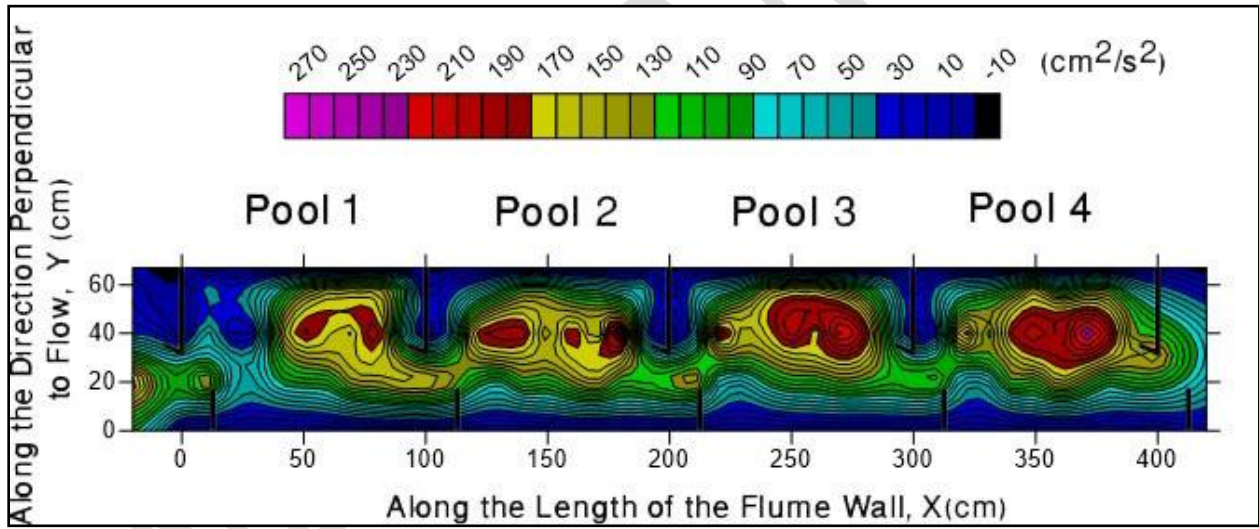 270 250 230 210 190 170 150 130 110 90 70 50 30 10 -10 (cm2/s2)
Along the Direction Perpendicular
to Flow, Y (cm)
Pool 1 Pool 2 Pool 3 Pool 4
60
40
20
0
0 50 100 150 200 250 300 350 400
Along the Length of the Flume Wall, X(cm)